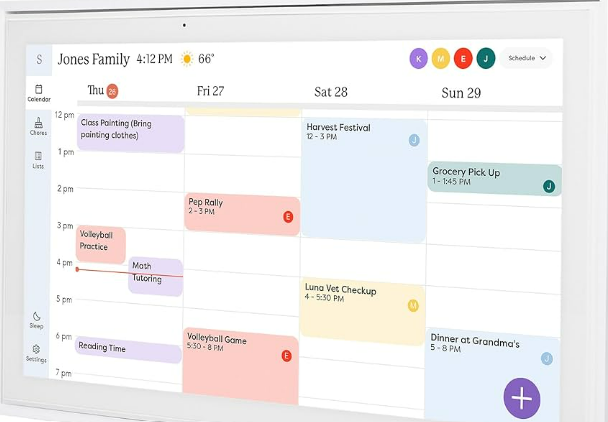 S
Jones Family 4:12 PM 66°
K M E J Schedule
Calendar
Chores
Lists
Sleep
Settings
Thu 26 Fri 27 Sat 28 Sun 29
12 pm
1 pm
2 pm
3 pm
4 pm
5 pm
6 pm
7 pm
Class Painting (Bring
painting clothes)
Volleyball
Practice
Math
Tutoring
Reading Time
Pep Rally
2 - 3 PM
E
Volleyball Game
5:30 - 8 PM
E
Harvest Festival
12 - 3 PM
J
Luna Vet Checkup
4 - 5:30 PM
M
Grocery Pick Up
1 - 1:45 PM
J
Dinner at Grandma's
5 - 8 PM
J